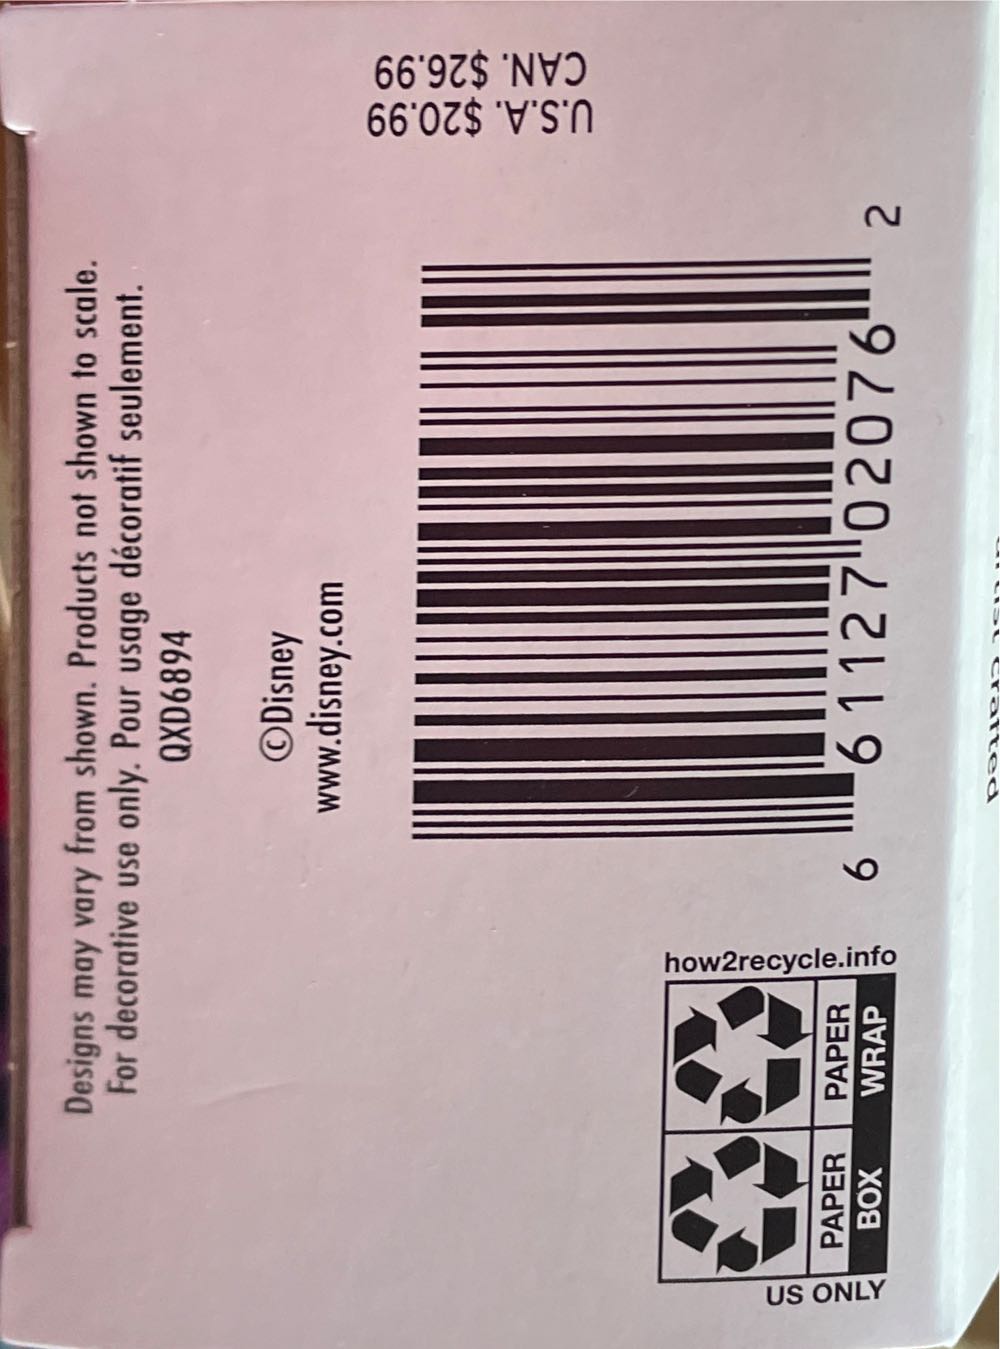 Designs may vary from shown. Products not shown to scale.
For decorative use only. Pour usage décoratif seulement.
QXD6894
©Disney
www.disney.com
U.S.A. $20.99
CAN. $26.99
6 61127 02076 2
how2recycle.info
PAPER PAPER
BOX WRAP
US ONLY
crafted